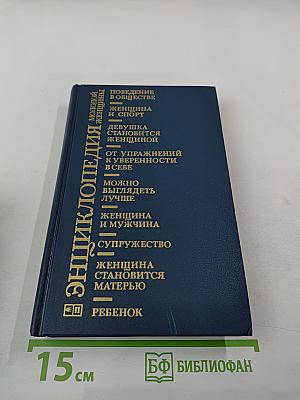 ЭНЦИКЛОПЕДИЯ
МОЛОДОЙ
ЖЕНЩИНЫ
ПОВЕДЕНИЕ
В ОБЩЕСТВЕ
ЖЕНЩИНА
И СПОРТ
ДЕВУШКА
СТАНОВИТСЯ
ЖЕНЩИНОЙ
ОТ УПРАЖНЕНИЙ
К УВЕРЕННОСТИ
В СЕБЕ
МОЖНО
ВЫГЛЯДЕТЬ
ЛУЧШЕ
ЖЕНЩИНА
И МУЖЧИНА
СУПРУЖЕСТВО
ЖЕНЩИНА
СТАНОВИТСЯ
МАТЕРЬЮ
РЕБЕНОК
15 см
БФ БИБЛИОФАН